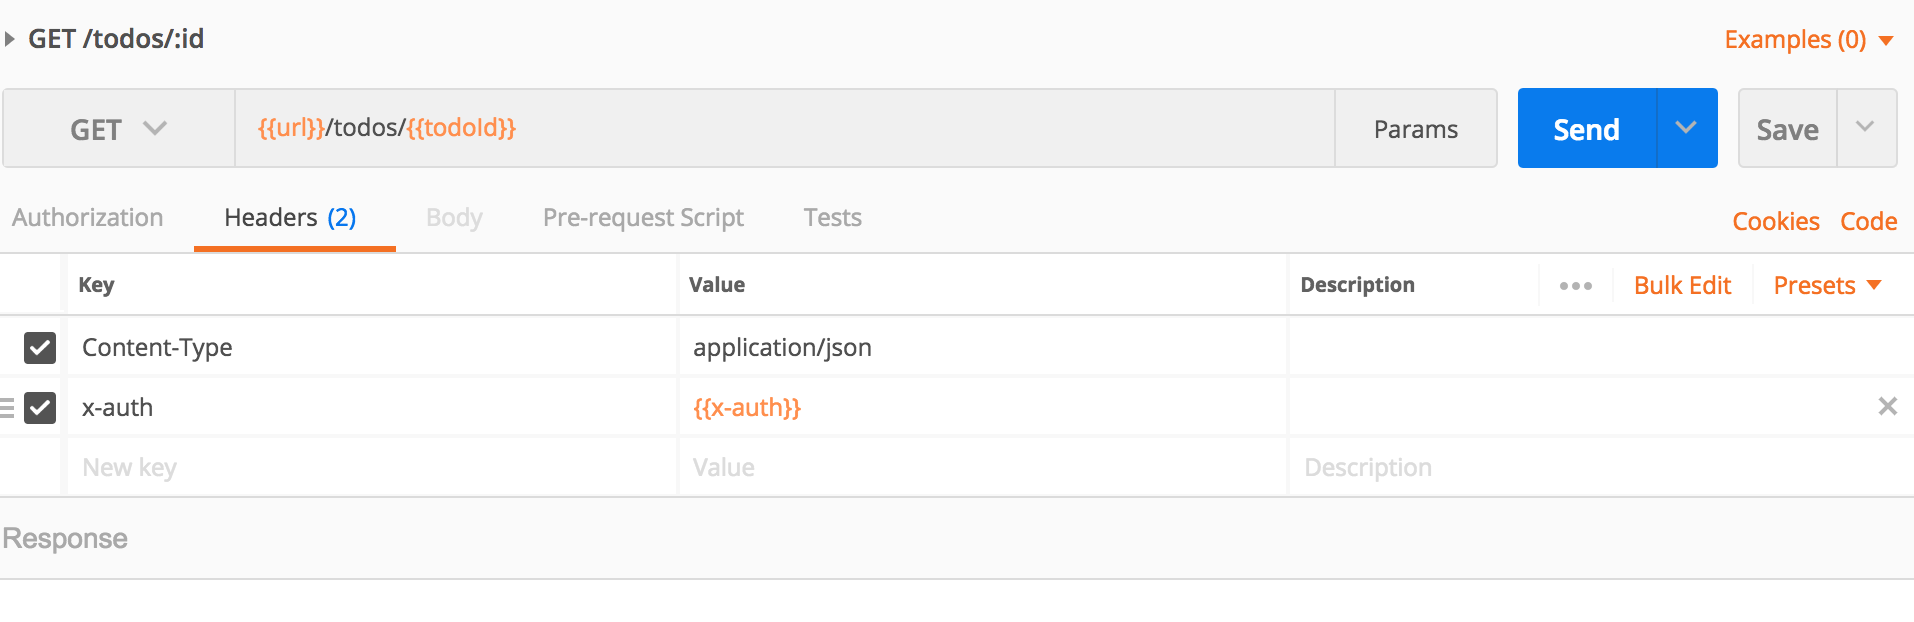 GET /todos/:id
Examples (0)
GET
{{url}}/todos/{{todoId}}
Params
Send
Save
Authorization
Headers (2)
Body
Pre-request Script
Tests
Cookies
Code
Key
Value
Description
Bulk Edit
Presets
Content-Type
application/json
x-auth
{{x-auth}}
New key
Value
Description
Response